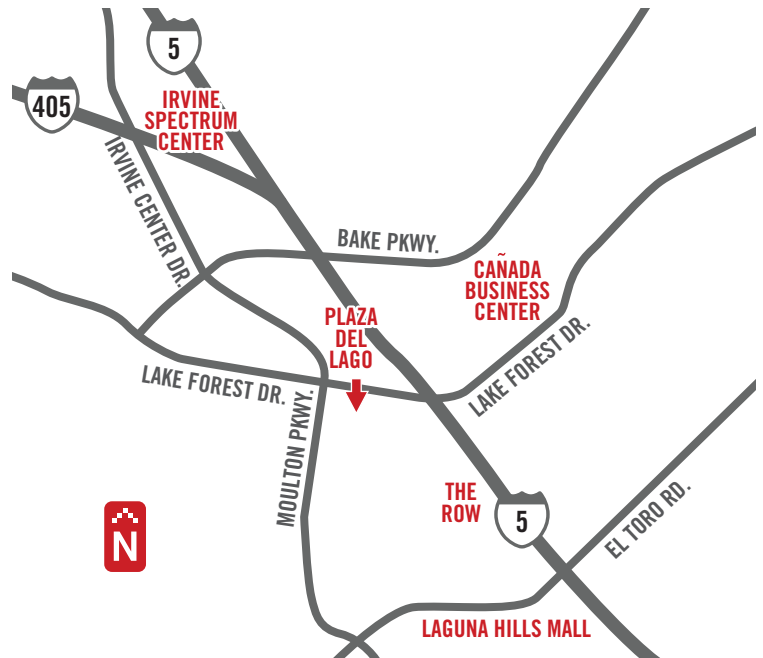 5
405
IRVINE
SPECTRUM
CENTER
IRVINE CENTER DR.
BAKE PKWY.
CAÑADA
BUSINESS
CENTER
PLAZA
DEL
LAGO
LAKE FOREST DR.
LAKE FOREST DR.
MOULTON PKWY.
THE
ROW
5
EL TORO RD.
N
LAGUNA HILLS MALL